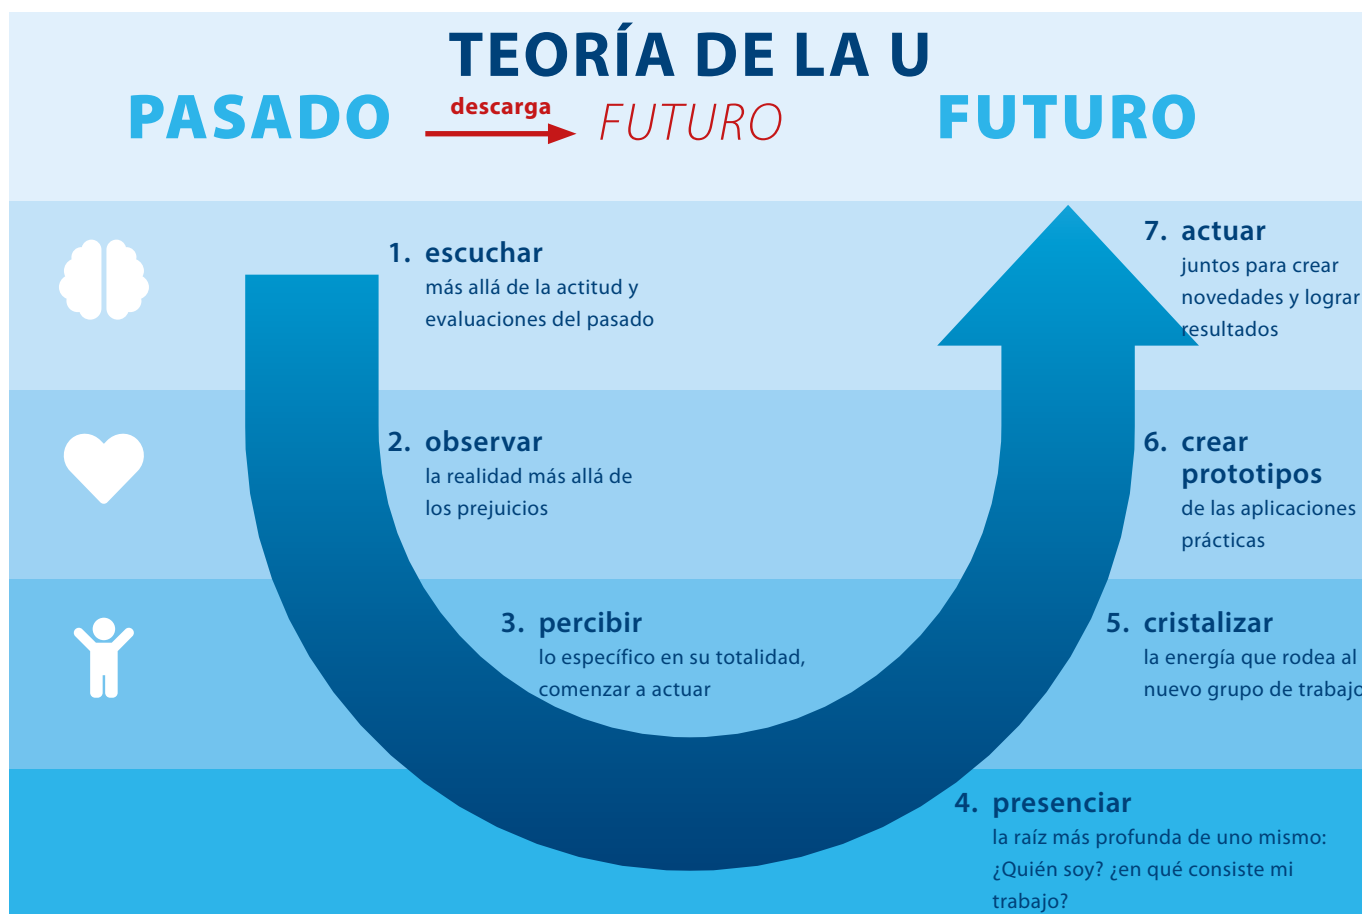 TEORÍA DE LA U
PASADO
descarga
FUTURO
FUTURO
1. escuchar
más allá de la actitud y
evaluaciones del pasado
2. observar
la realidad más allá de
los prejuicios
3. percibir
lo específico en su totalidad,
comenzar a actuar
4. presenciar
la raíz más profunda de uno mismo:
¿Quién soy? ¿en qué consiste mi
trabajo?
5. cristalizar
la energía que rodea al
nuevo grupo de trabajo
6. crear
prototipos
de las aplicaciones
prácticas
7. actuar
juntos para crear
novedades y lograr
resultados